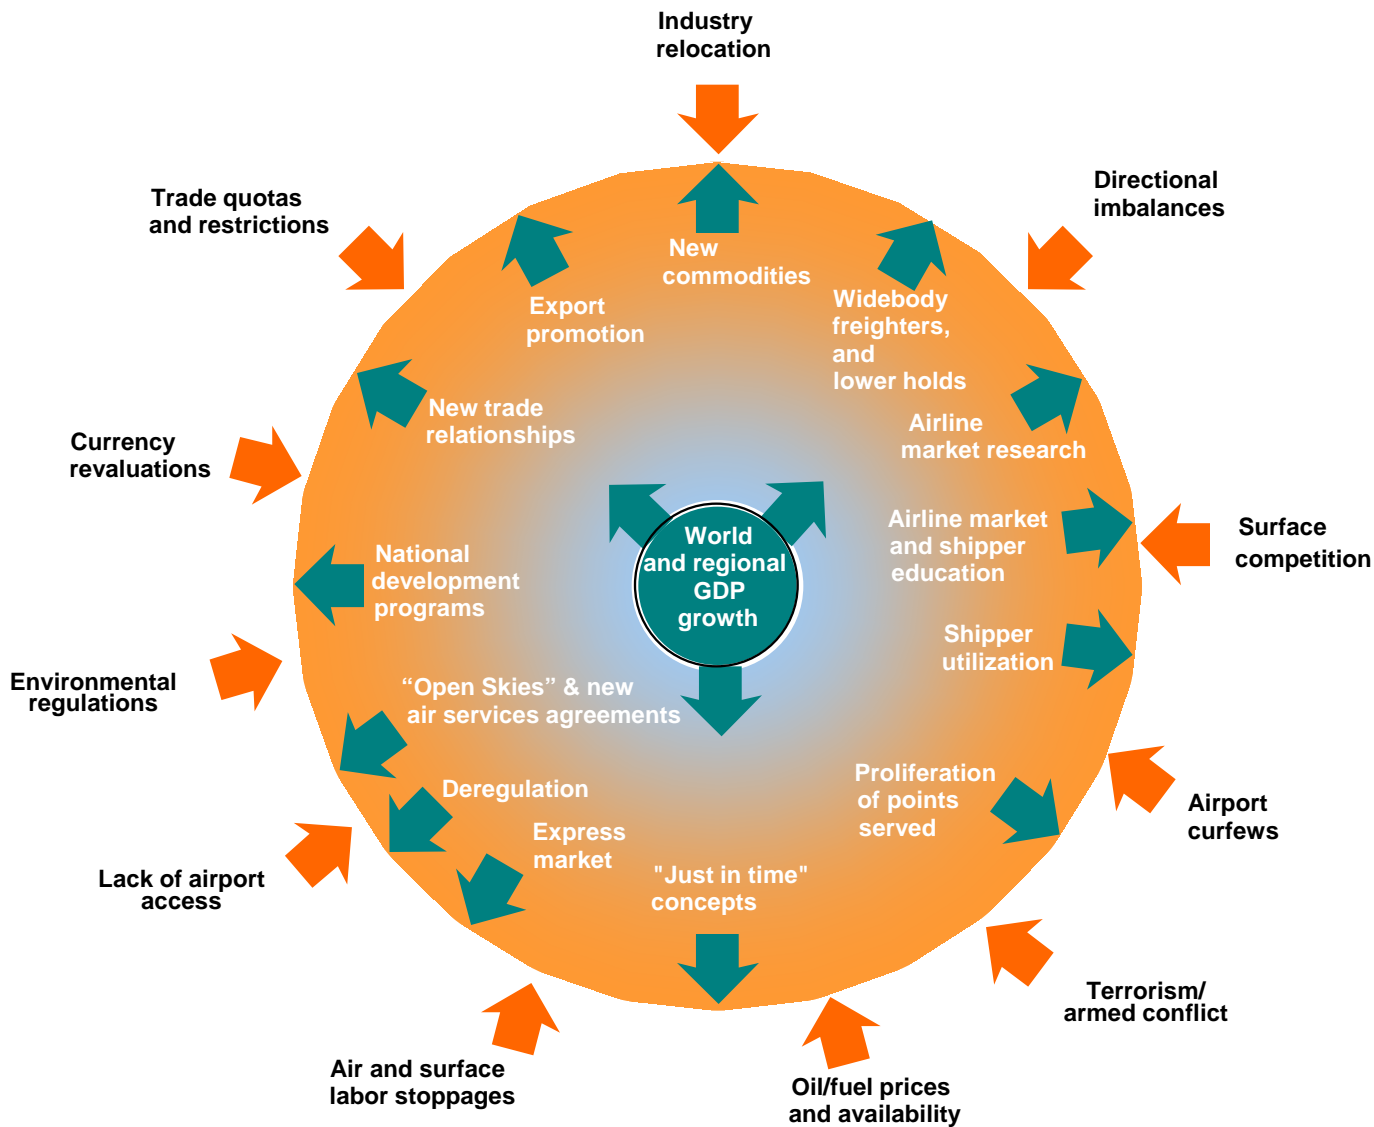 Industry
relocation
Directional
imbalances
Trade quotas
and restrictions
New
commodities
Widebody
freighters,
and
lower holds
Export
promotion
New trade
relationships
Airline
market research
Currency
revaluations
Airline market
and shipper
education
Surface
competition
World
and regional
GDP
growth
National
development
programs
Shipper
utilization
Environmental
regulations
“Open Skies” & new
air services agreements
Deregulation
Proliferation
of points
served
Airport
curfews
Express
market
Lack of airport
access
"Just in time"
concepts
Terrorism/
armed conflict
Air and surface
labor stoppages
Oil/fuel prices
and availability